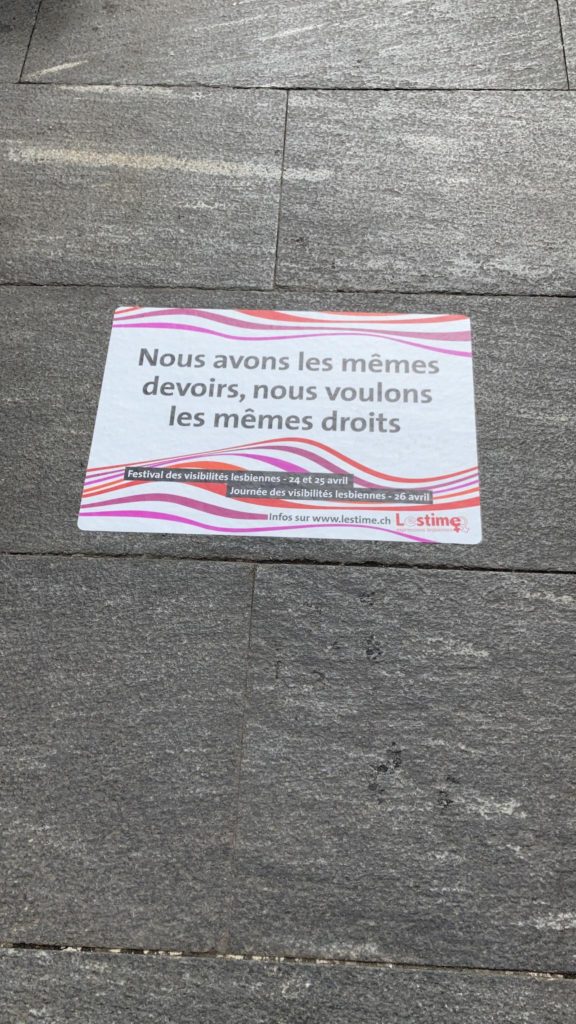 Nous avons les mêmes
devoirs, nous voulons
les mêmes droits
Festival des visibilités lesbiennes - 24 et 25 avril
Journée des visibilités lesbiennes - 26 avril
Infos sur www.lestime.ch Lestime